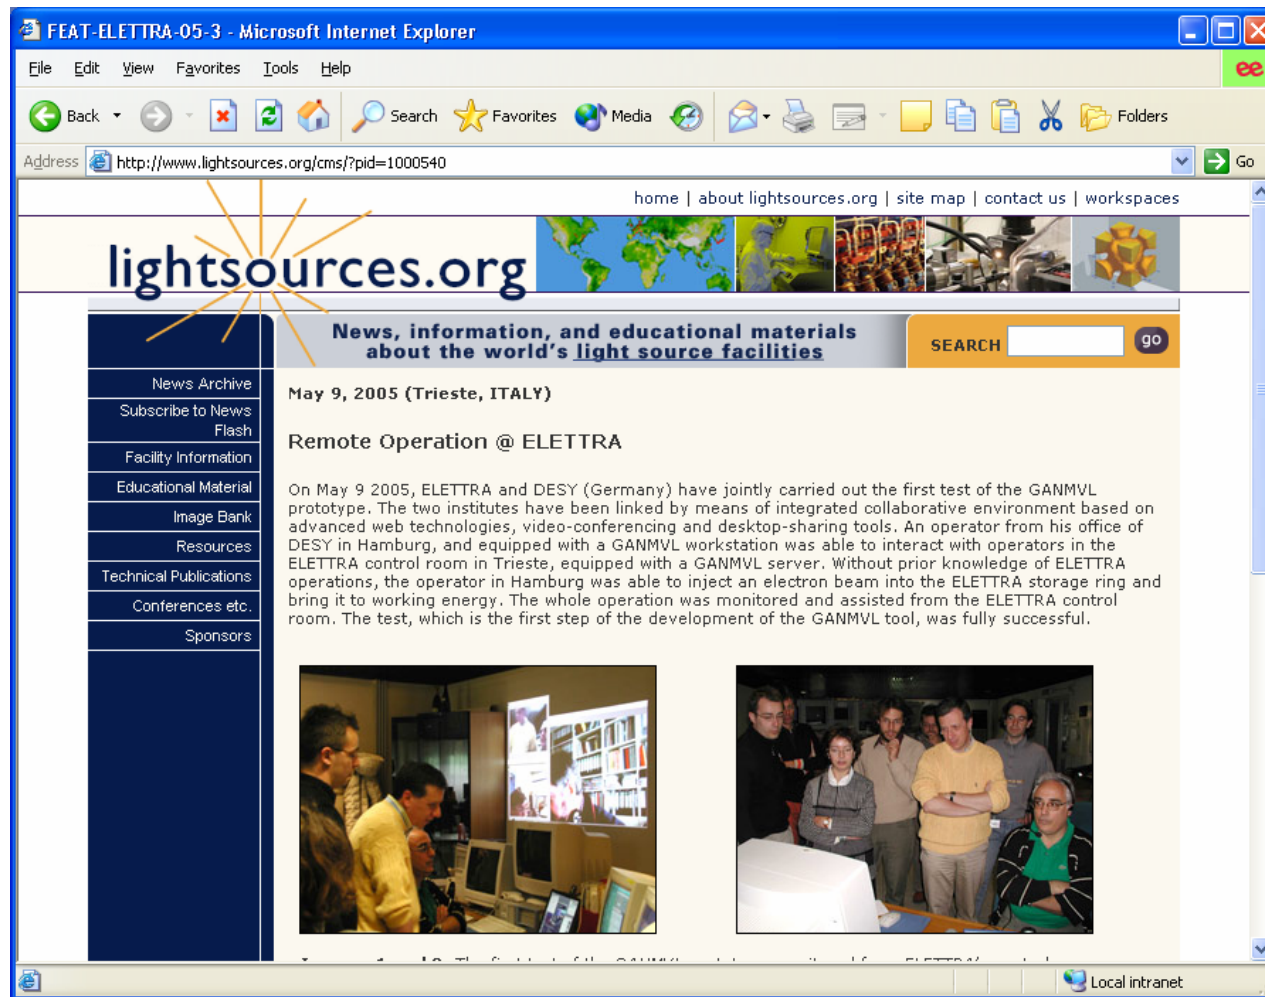 FEAT-ELETTRA-05-3 - Microsoft Internet Explorer
File Edit View Favorites Tools Help
Back Search Favorites Media Folders
Address http://www.lightsources.org/cms/?pid=1000540 Go
home | about lightsources.org | site map | contact us | workspaces
lightsources.org
News, information, and educational materials
about the world's light source facilities
SEARCH go
News Archive
Subscribe to News
Flash
Facility Information
Educational Material
Image Bank
Resources
Technical Publications
Conferences etc.
Sponsors
May 9, 2005 (Trieste, ITALY)
Remote Operation @ ELETTRA
On May 9 2005, ELETTRA and DESY (Germany) have jointly carried out the first test of the GANMVL
prototype. The two institutes have been linked by means of integrated collaborative environment based on
advanced web technologies, video-conferencing and desktop-sharing tools. An operator from his office of
DESY in Hamburg, and equipped with a GANMVL workstation was able to interact with operators in the
ELETTRA control room in Trieste, equipped with a GANMVL server. Without prior knowledge of ELETTRA
operations, the operator in Hamburg was able to inject an electron beam into the ELETTRA storage ring and
bring it to working energy. The whole operation was monitored and assisted from the ELETTRA control
room. The test, which is the first step of the development of the GANMVL tool, was fully successful.
Local intranet